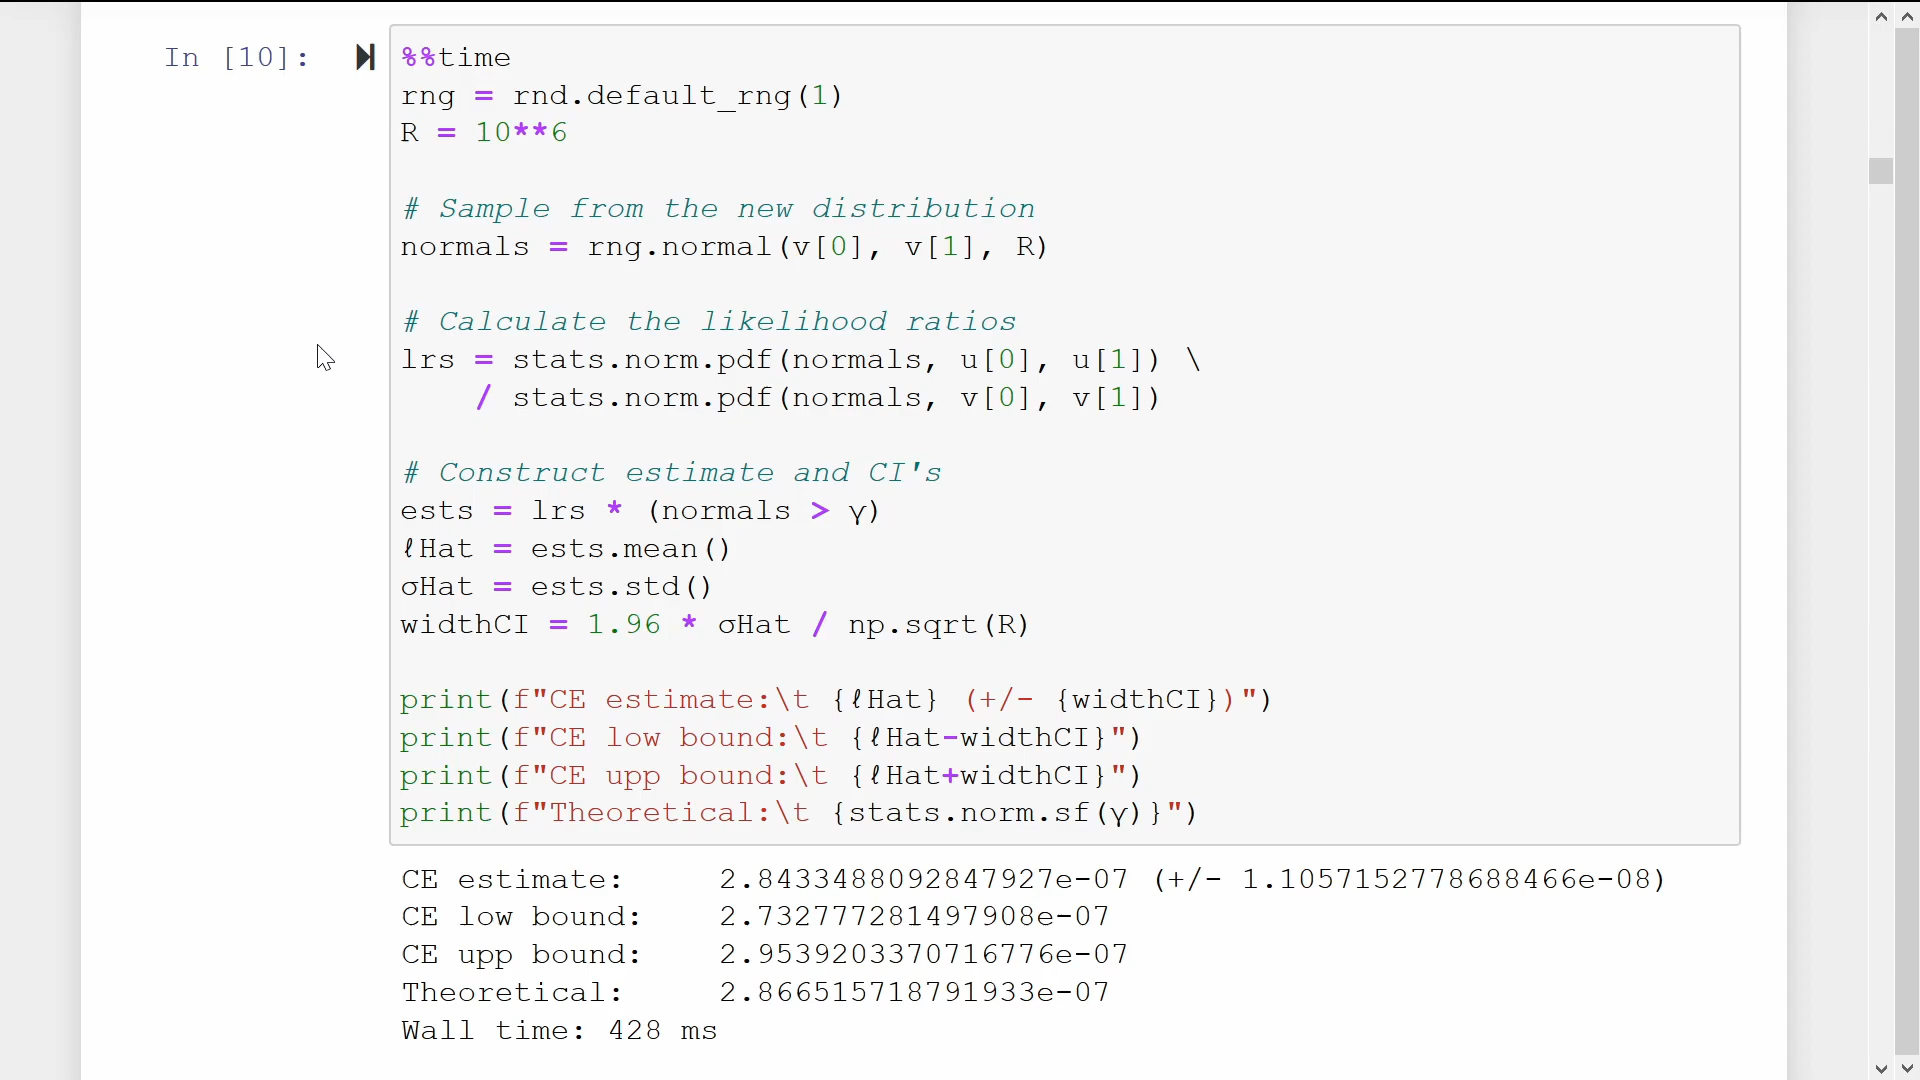 In [10]:
%%time
rng = rnd.default_rng(1)
R = 10**6
# Sample from the new distribution
normals = rng.normal(v[0], v[1], R)
# Calculate the likelihood ratios
lrs = stats.norm.pdf(normals, u[0], u[1]) \
    / stats.norm.pdf(normals, v[0], v[1])
# Construct estimate and CI's
ests = lrs * (normals > γ)
ℓHat = ests.mean()
σHat = ests.std()
widthCI = 1.96 * σHat / np.sqrt(R)
print(f"CE estimate:\t {ℓHat} (+/- {widthCI})")
print(f"CE low bound:\t {ℓHat-widthCI}")
print(f"CE upp bound:\t {ℓHat+widthCI}")
print(f"Theoretical:\t {stats.norm.sf(γ)}")
CE estimate:     2.8433488092847927e-07 (+/- 1.1057152778688466e-08)
CE low bound:    2.732777281497908e-07
CE upp bound:    2.9539203370716776e-07
Theoretical:     2.866515718791933e-07
Wall time: 428 ms